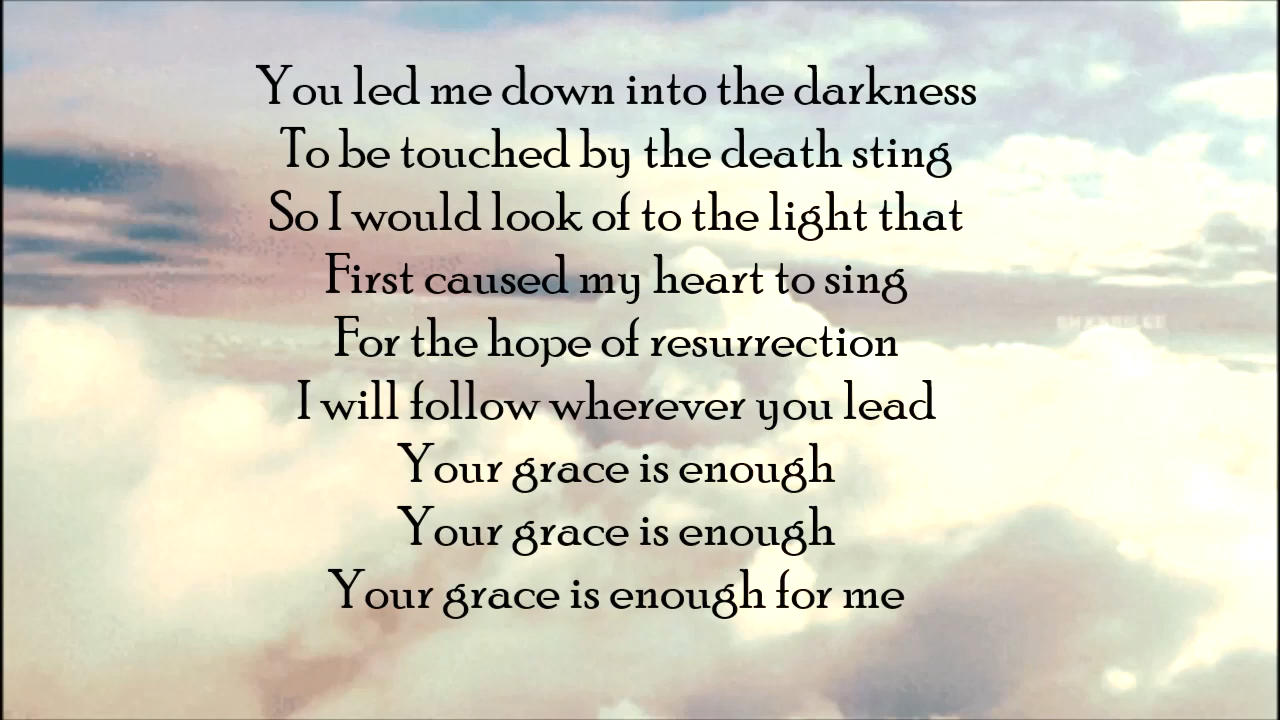 You led me down into the darkness
To be touched by the death sting
So I would look of to the light that
First caused my heart to sing
For the hope of resurrection
I will follow wherever you lead
Your grace is enough
Your grace is enough
Your grace is enough for me